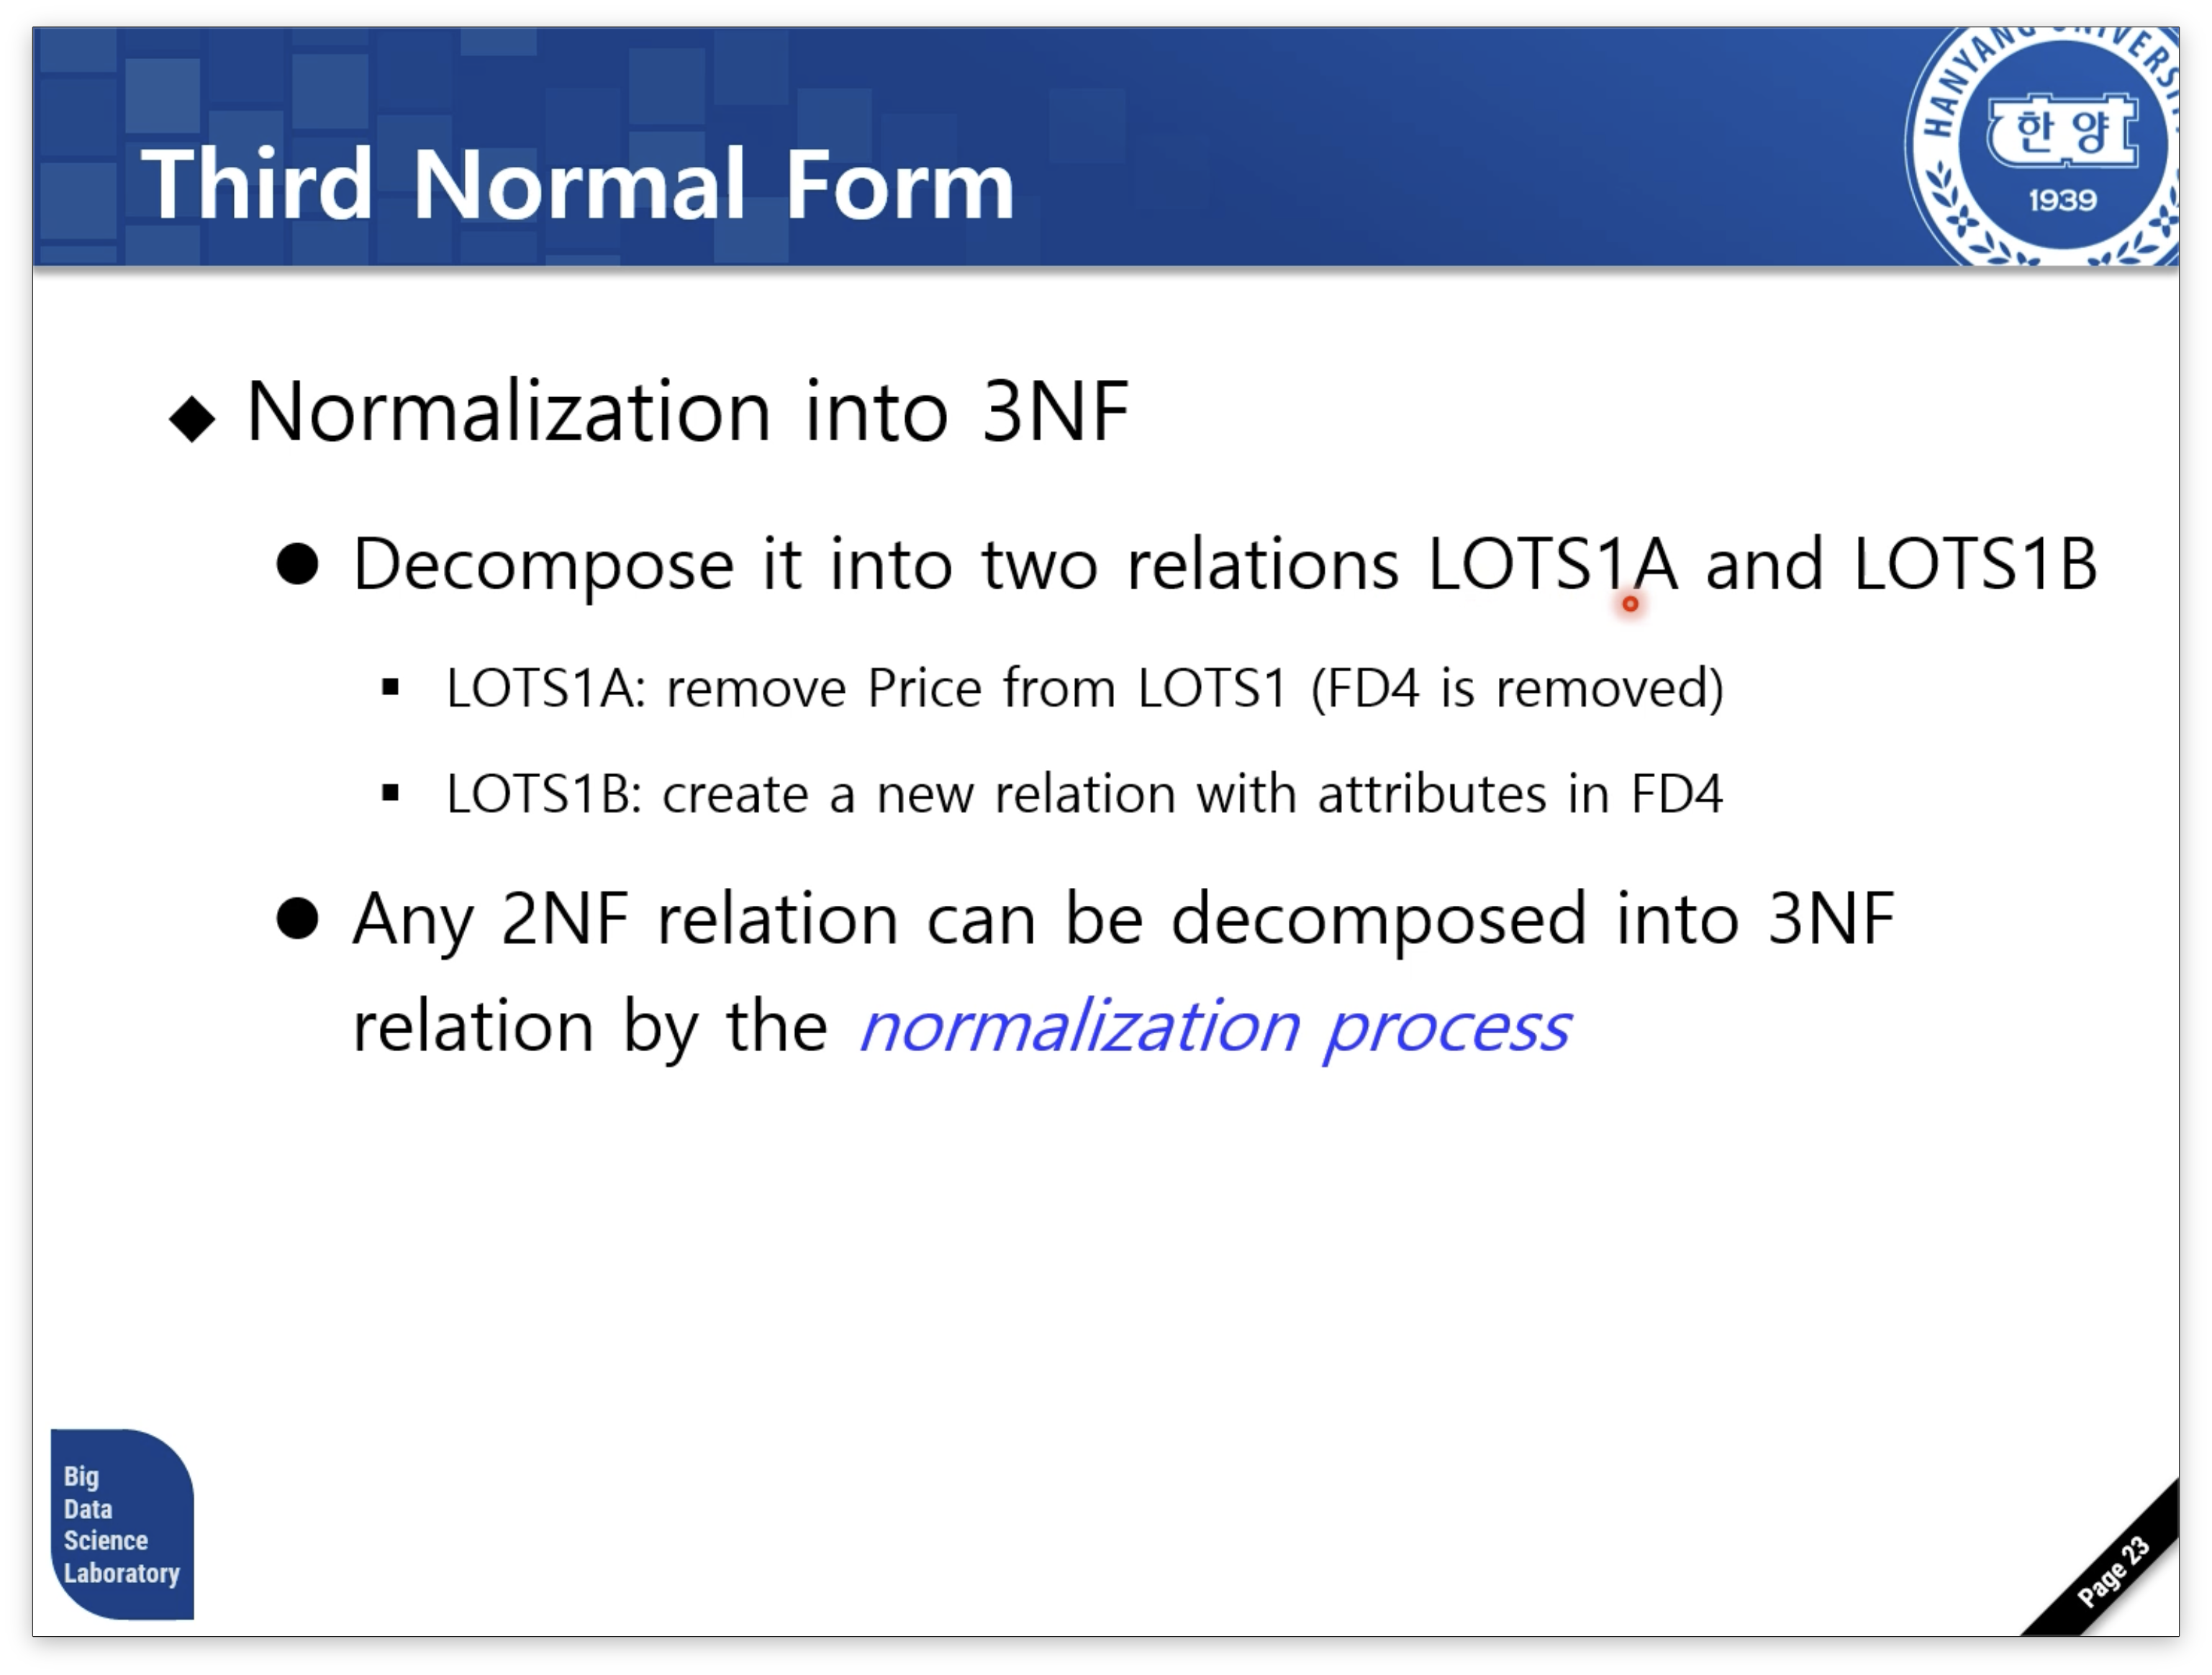 Third Normal Form
HANYANG UNIVERSITY
한양
1939
◆ Normalization into 3NF
● Decompose it into two relations LOTS1A and LOTS1B
▪ LOTS1A: remove Price from LOTS1 (FD4 is removed)
▪ LOTS1B: create a new relation with attributes in FD4
● Any 2NF relation can be decomposed into 3NF
relation by the normalization process
Big
Data
Science
Laboratory
Page 23